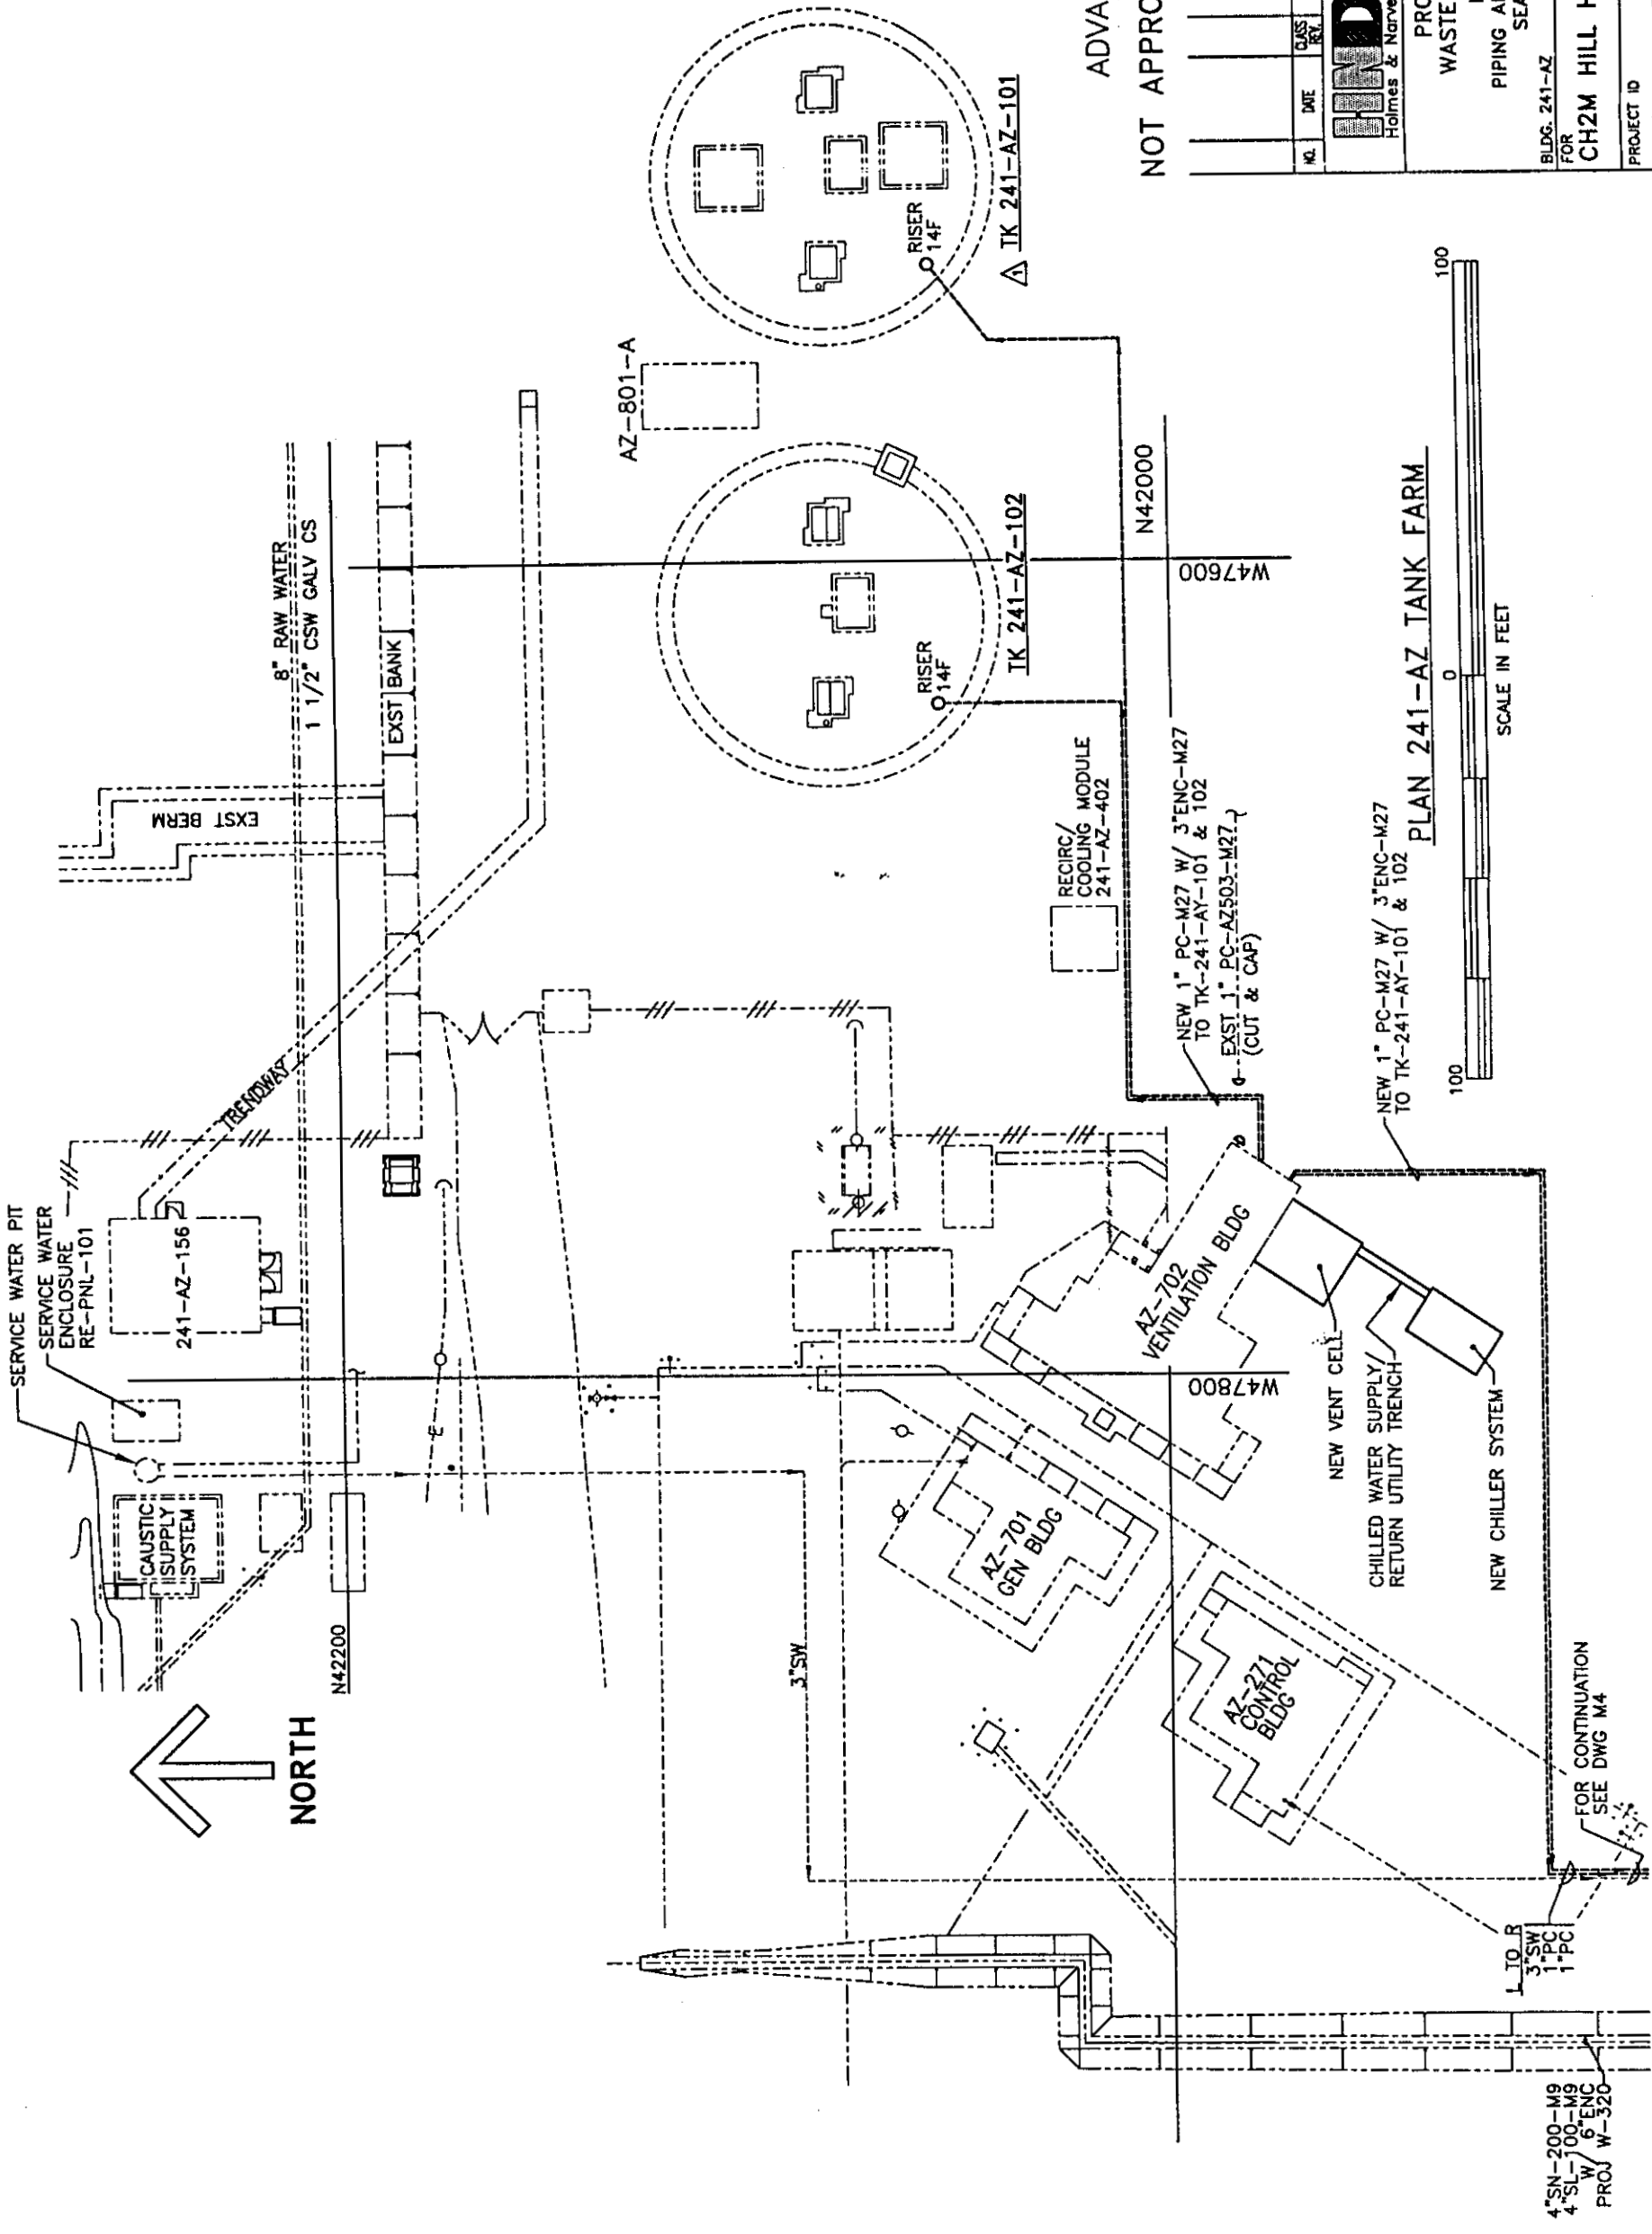 SERVICE WATER PIT
SERVICE WATER
ENCLOSURE
RE-PNL-101
CAUSTIC
SUPPLY
SYSTEM
241-AZ-156
TRENDWAY
EXST BERM
8" RAW WATER
1 1/2" CSW GALV CS
EXST BANK
N42200
NORTH
AZ-801-A
RISER
14F
TK 241-AZ-101
1
RISER
14F
TK 241-AZ-102
N42000
W47600
W47800
3"SW
RECIRC/
COOLING MODULE
241-AZ-402
NEW 1" PC-M27 W/ 3"ENC-M27
TO TK-241-AY-101 & 102
EXST 1" PC-AZ503-M27
(CUT & CAP)
NEW 1" PC-M27 W/ 3"ENC-M27
TO TK-241-AY-101 & 102
AZ-702
VENTILATION BLDG
AZ-701
GEN BLDG
AZ-271
CONTROL
BLDG
NEW VENT CELL
CHILLED WATER SUPPLY/
RETURN UTILITY TRENCH
NEW CHILLER SYSTEM
FOR CONTINUATION
SEE DWG M4
L TO R
3"SW
1"PC
1"PC
4"SN-200-M9
4"SL-100-M9
W/ 6"ENC
PROJ W-320
PLAN 241-AZ TANK FARM
100 0 100
SCALE IN FEET
ADVA
NOT APPRO
NO. DATE CLASS REV.
HND
Holmes & Narve
PRO
WASTE
PIPING A
SEA
BLDG. 241-AZ
FOR
CH2M HILL H
PROJECT ID